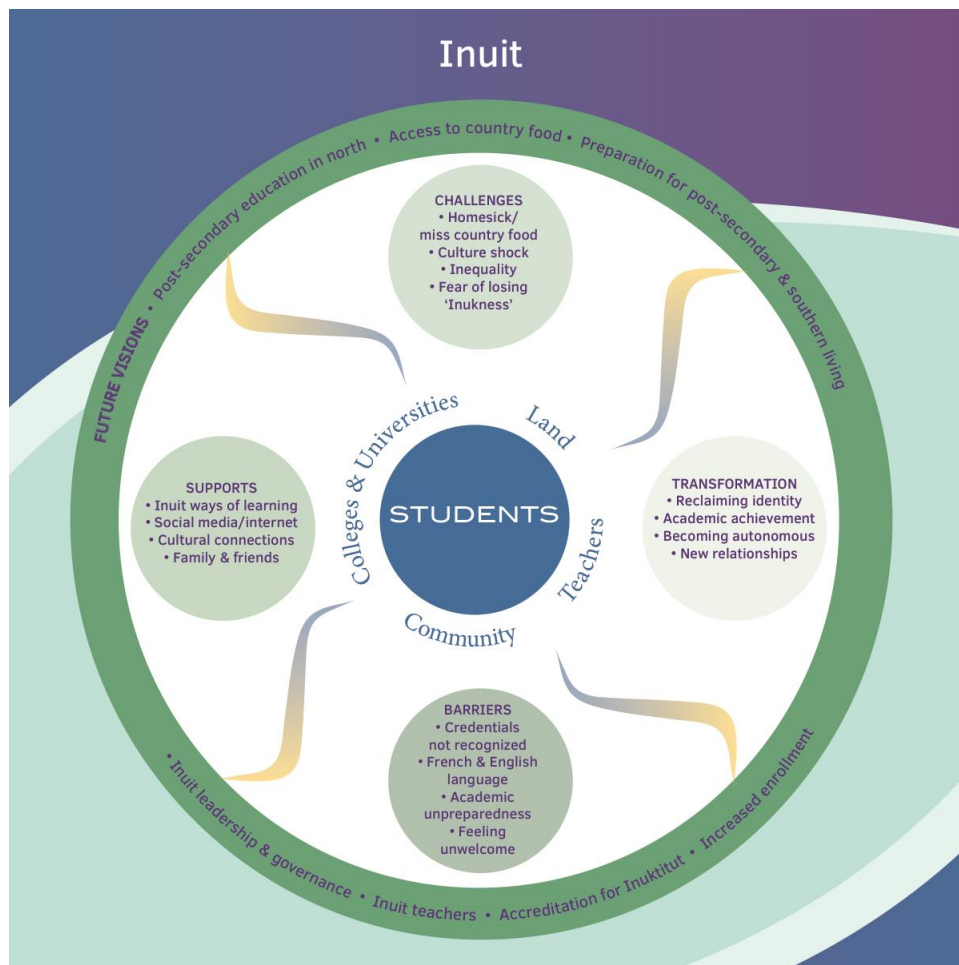 Inuit
FUTURE VISIONS • Post-secondary education in north • Access to country food • Preparation for post-secondary & southern living
CHALLENGES
• Homesick/
miss country food
• Culture shock
• Inequality
• Fear of losing
‘Inukness’
Colleges & Universities
Land
STUDENTS
Teachers
Community
SUPPORTS
• Inuit ways of learning
• Social media/internet
• Cultural connections
• Family & friends
TRANSFORMATION
• Reclaiming identity
• Academic achievement
• Becoming autonomous
• New relationships
BARRIERS
• Credentials
not recognized
• French & English
language
• Academic
unpreparedness
• Feeling
unwelcome
• Inuit leadership & governance • Inuit teachers • Accreditation for Inuktitut • Increased enrollment